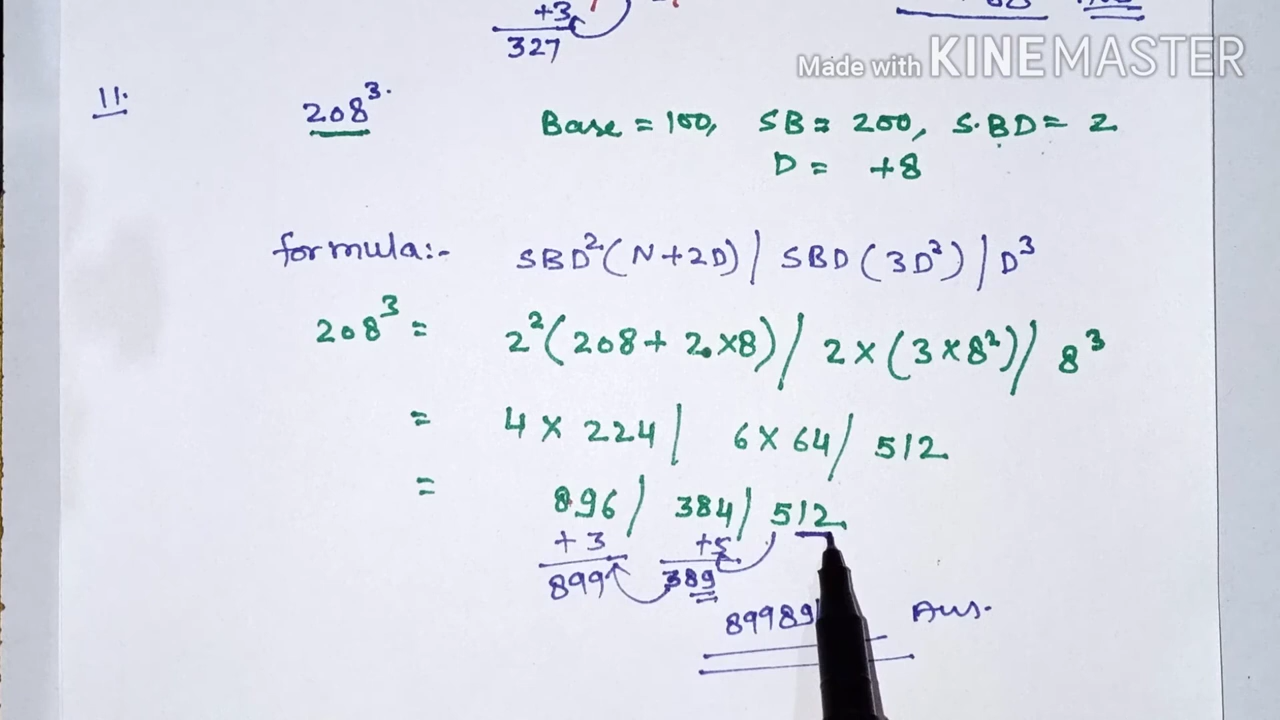 +3
327
Made with KINEMASTER
11. 208³.
Base = 100, SB = 200, S.BD = 2
D = +8
formula:- SBD²(N+2D) / SBD(3D²) / D³
208³ = 2²(208 + 2×8) / 2×(3×8²) / 8³
= 4 × 224 / 6×64 / 512
= 896 / 384 / 512
+3 +5
899 389
89989 Ans.